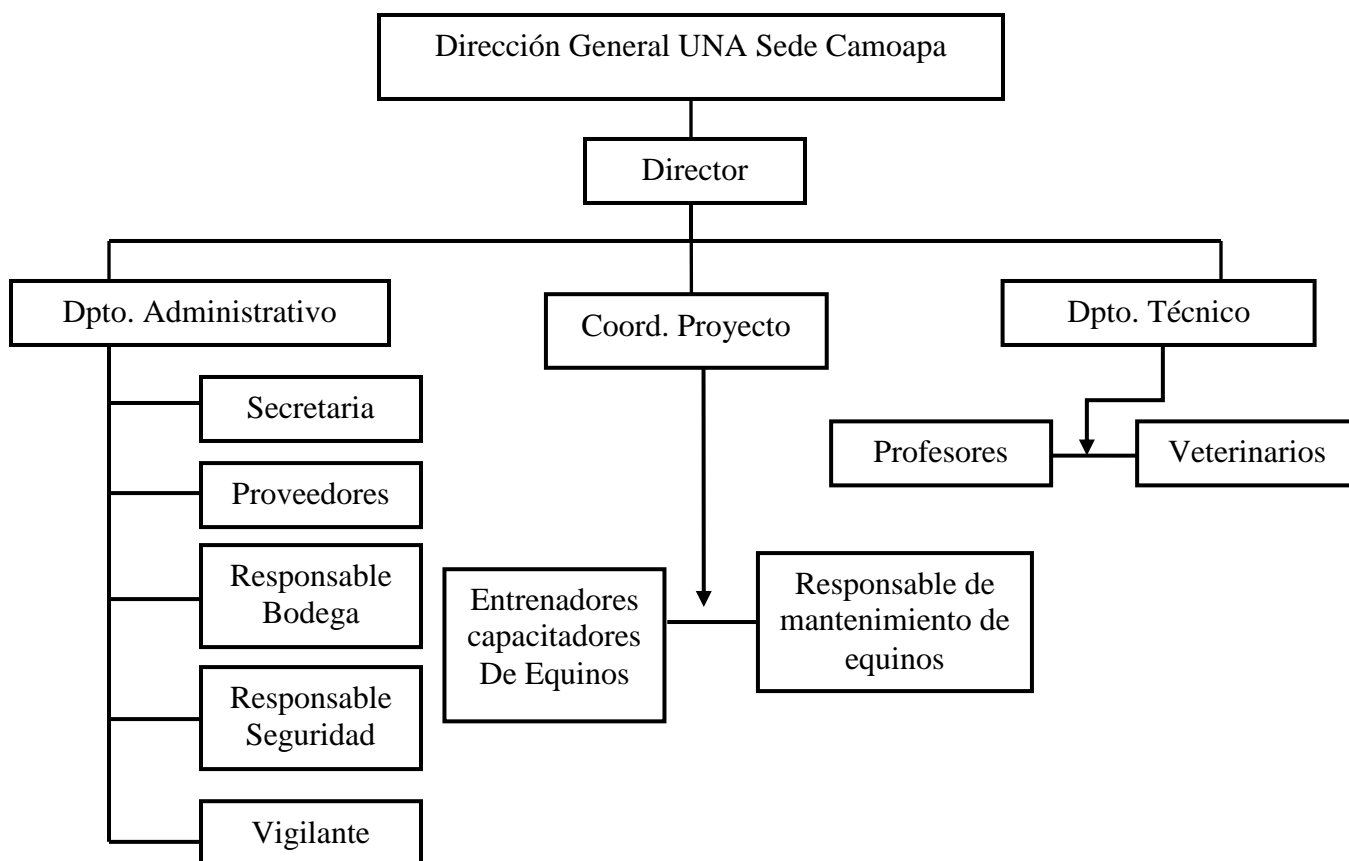 Dirección General UNA Sede Camoapa
Director
Dpto. Administrativo
Coord. Proyecto
Dpto. Técnico
Secretaria
Proveedores
Responsable
Bodega
Responsable
Seguridad
Vigilante
Entrenadores
capacitadores
De Equinos
Responsable de
mantenimiento de
equinos
Profesores
Veterinarios